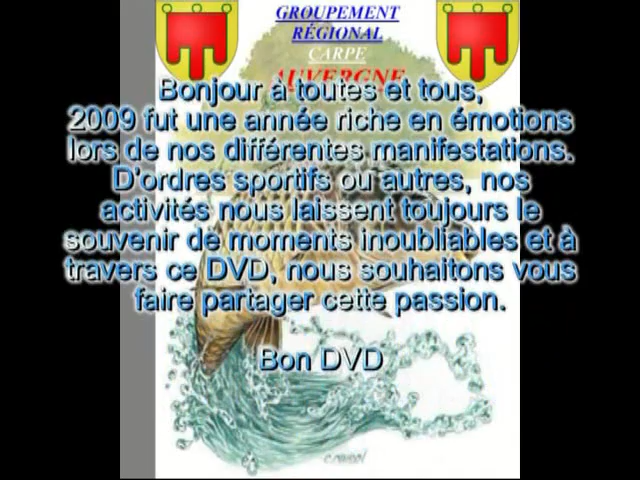 GROUPEMENT
RÉGIONAL
CARPE
AUVERGNE
Bonjour à toutes et tous,
2009 fut une année riche en émotions
lors de nos différentes manifestations.
D'ordres sportifs ou autres, nos
activités nous laissent toujours le
souvenir de moments inoubliables et à
travers ce DVD, nous souhaitons vous
faire partager cette passion.
Bon DVD